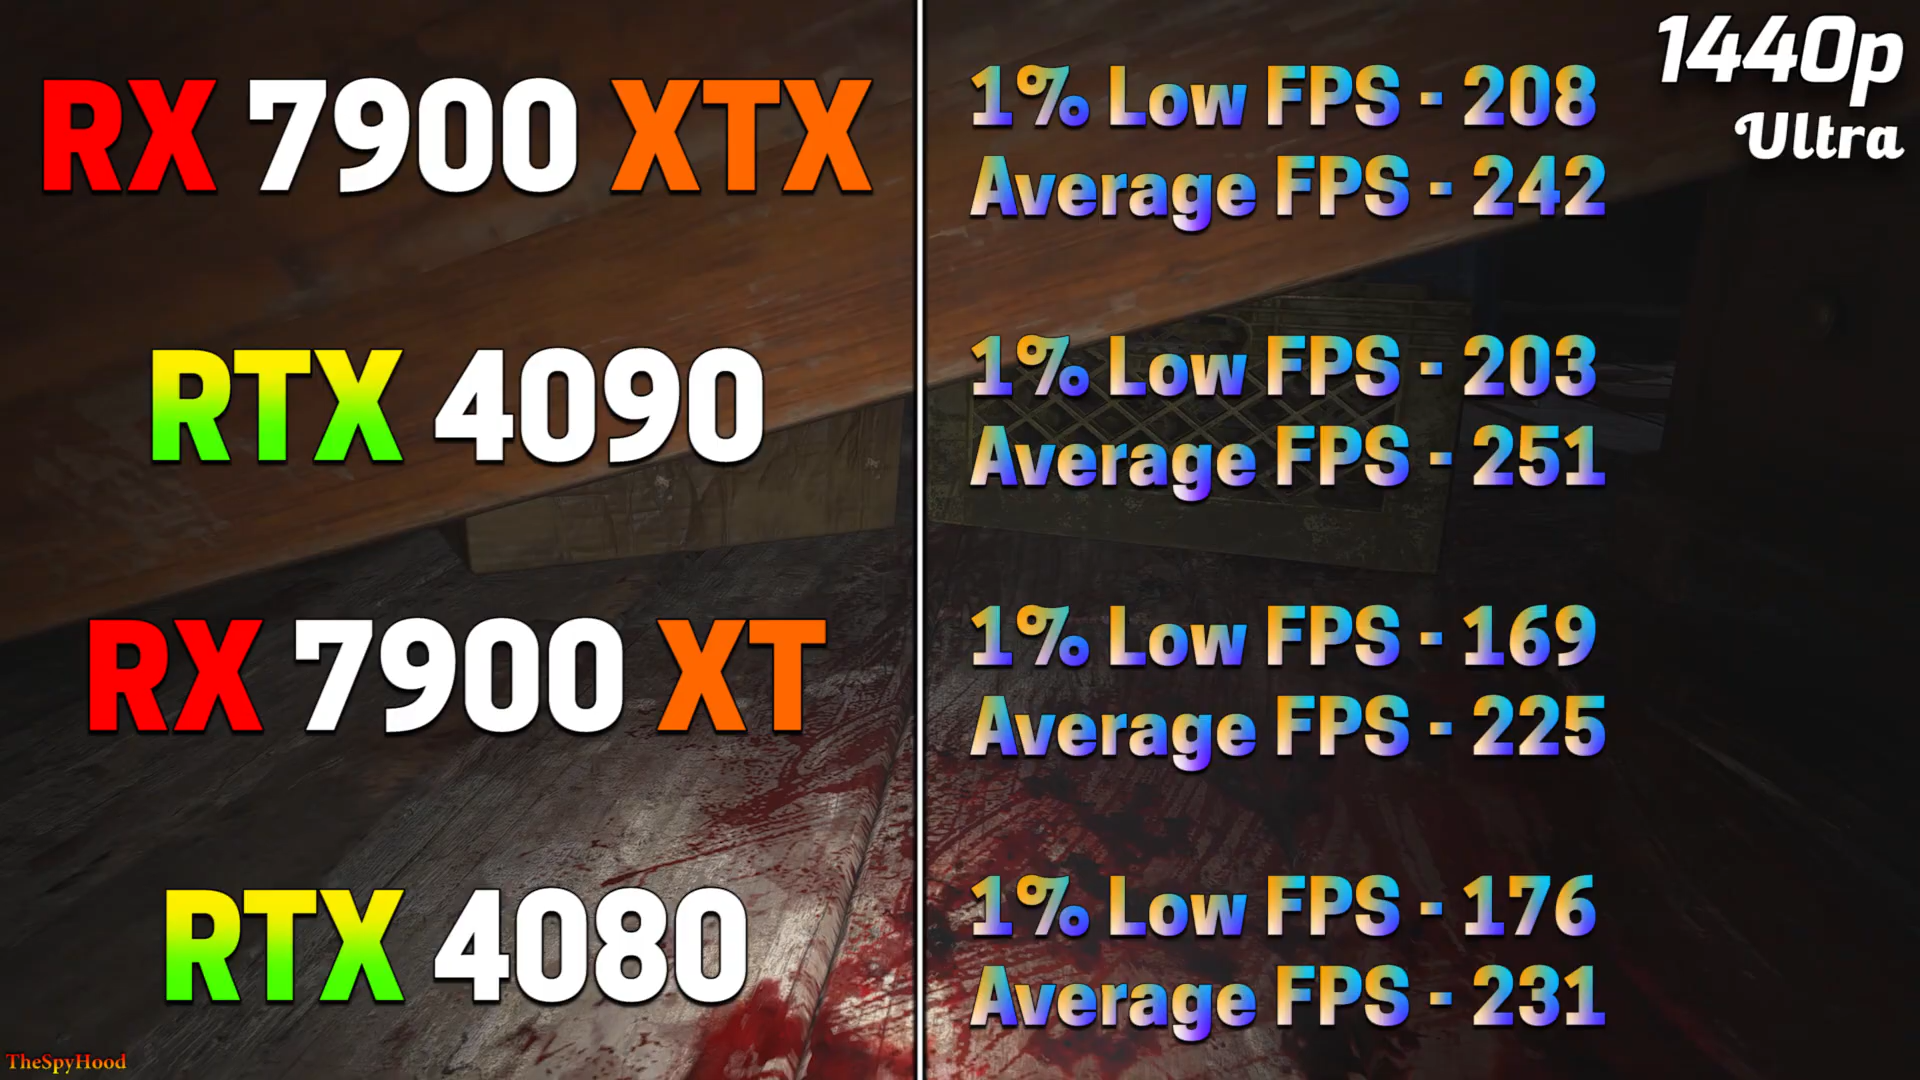 1440p
Ultra
RX 7900 XTX
1% Low FPS - 208
Average FPS - 242
RTX 4090
1% Low FPS - 203
Average FPS - 251
RX 7900 XT
1% Low FPS - 169
Average FPS - 225
RTX 4080
1% Low FPS - 176
Average FPS - 231
TheSpyHood